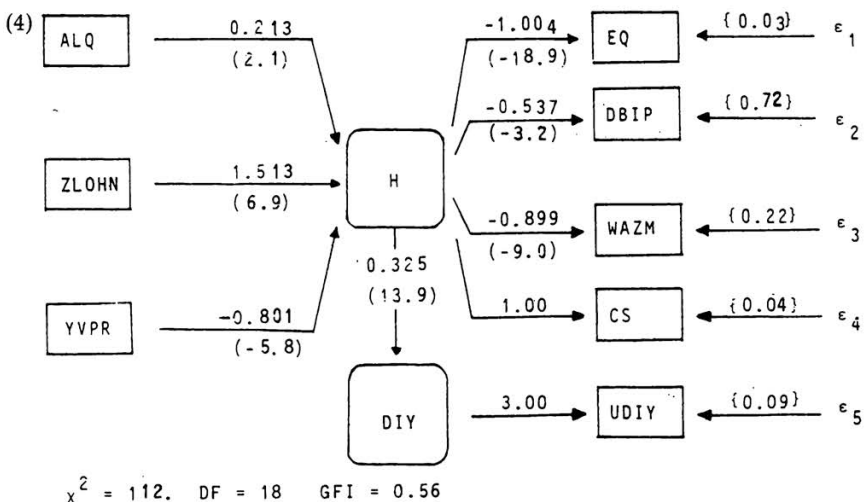 (4)
ALQ
0.213
(2.1)
-1.004
(-18.9)
EQ
{0.03}
ε1
-0.537
(-3.2)
DBIP
{0.72}
ε2
ZLOHN
1.513
(6.9)
H
-0.899
(-9.0)
WAZM
{0.22}
ε3
0.325
(13.9)
YVPR
-0.801
(-5.8)
1.00
CS
{0.04}
ε4
DIY
3.00
UDIY
{0.09}
ε5
χ2 = 112. DF = 18 GFI = 0.56